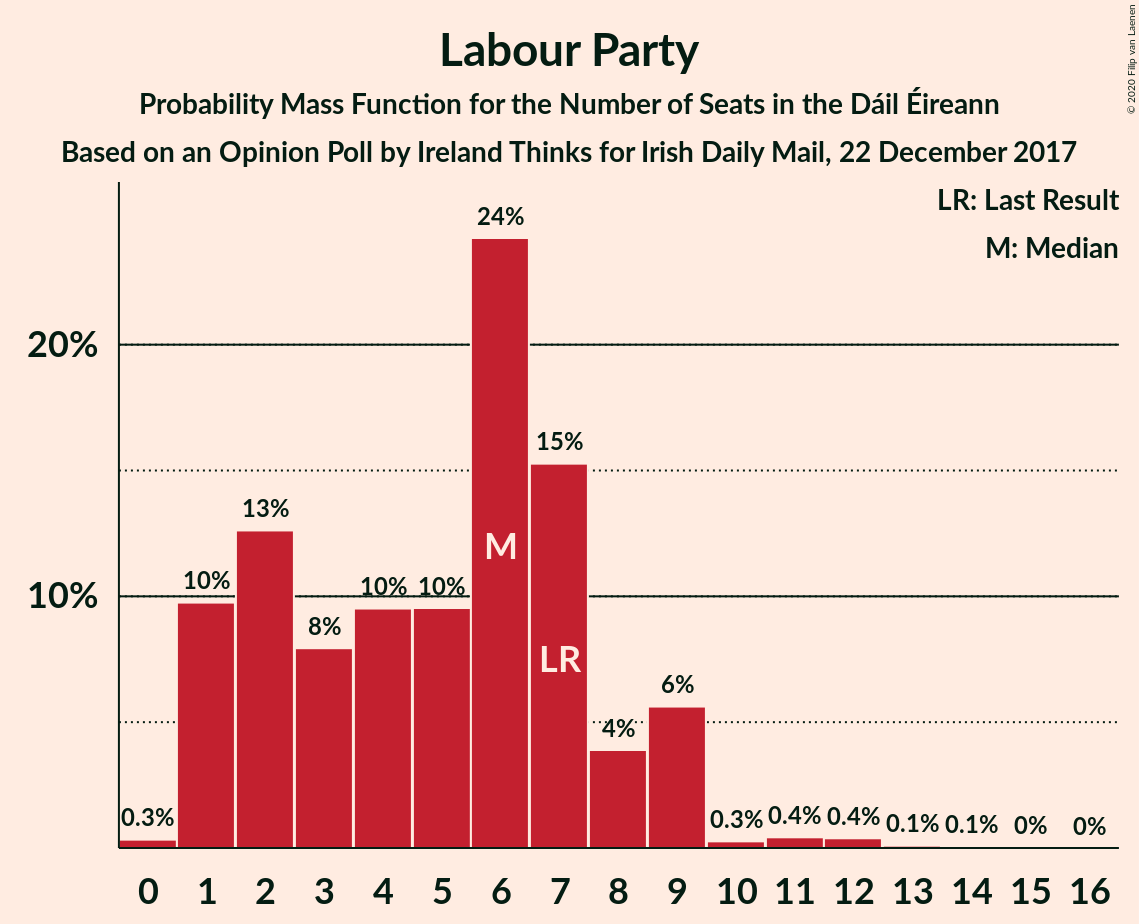 Labour Party
Probability Mass Function for the Number of Seats in the Dáil Éireann
Based on an Opinion Poll by Ireland Thinks for Irish Daily Mail, 22 December 2017
© 2020 Filip van Laenen
LR: Last Result
M: Median
24%
20%
15%
13%
M
10%
10%
10%
10%
8%
LR
6%
4%
0.3%
0.3%
0.4%
0.4%
0.1%
0.1%
0%
0%
0 1 2 3 4 5 6 7 8 9 10 11 12 13 14 15 16